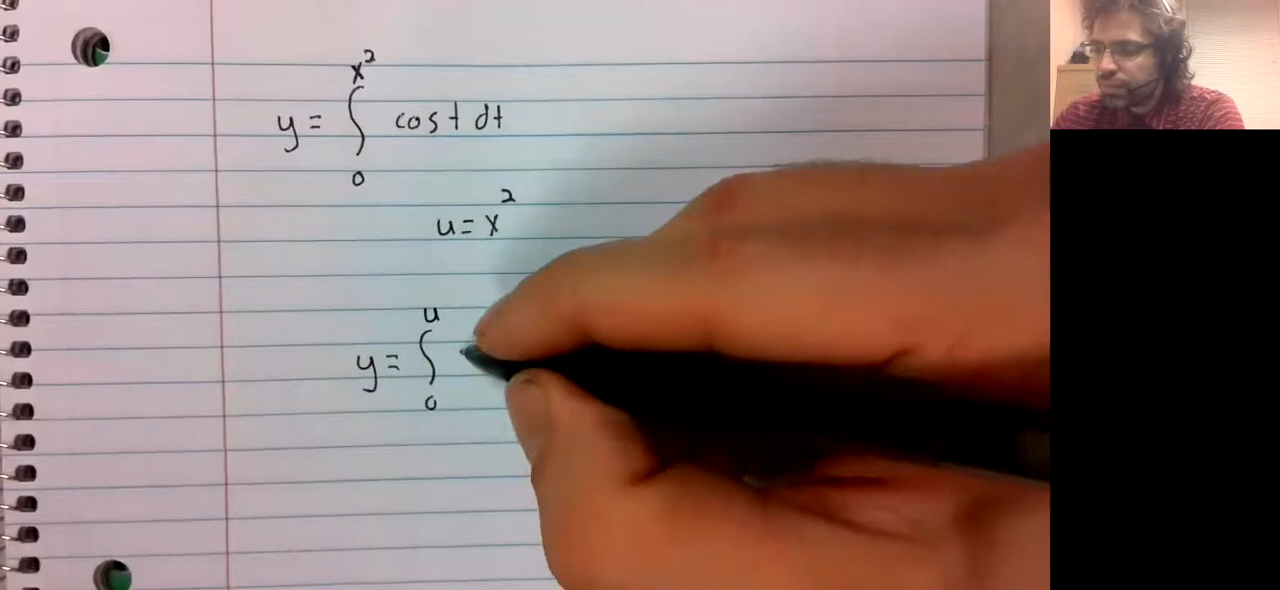 y = ∫₀^{x²} cos t dt
u = x²
y = ∫₀^{u}